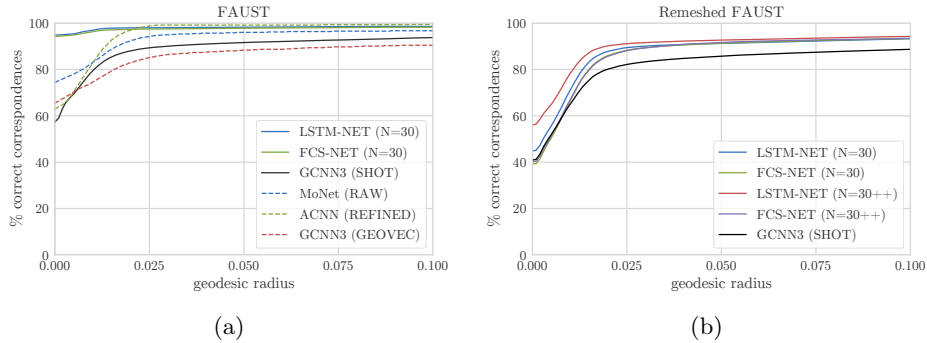 FAUST
% correct correspondences
100
80
60
40
20
0
0.000
0.025
0.050
0.075
0.100
geodesic radius
LSTM-NET (N=30)
FCS-NET (N=30)
GCNN3 (SHOT)
MoNet (RAW)
ACNN (REFINED)
GCNN3 (GEOVEC)
(a)
Remeshed FAUST
% correct correspondences
100
80
60
40
20
0
0.000
0.025
0.050
0.075
0.100
geodesic radius
LSTM-NET (N=30)
FCS-NET (N=30)
LSTM-NET (N=30++)
FCS-NET (N=30++)
GCNN3 (SHOT)
(b)